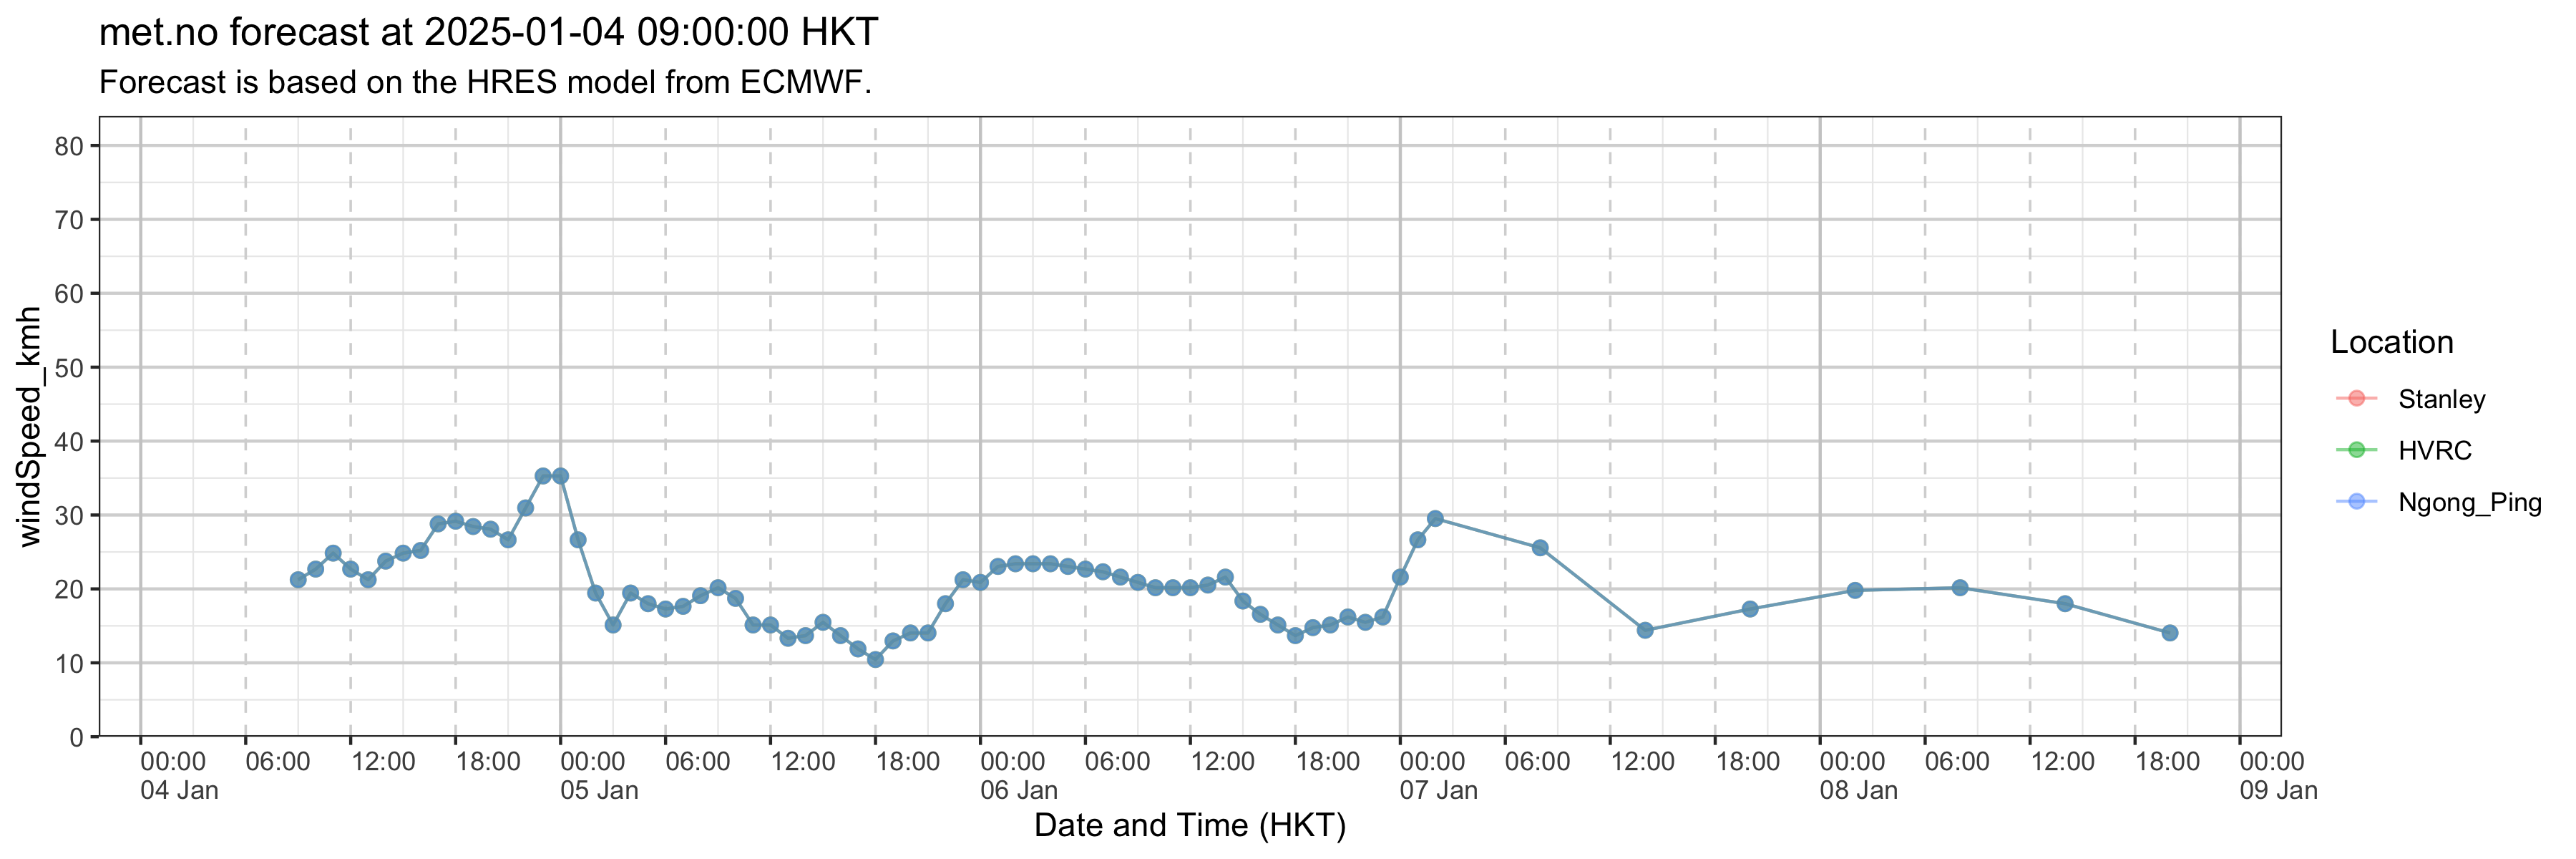 met.no forecast at 2025-01-04 09:00:00 HKT
Forecast is based on the HRES model from ECMWF.
windSpeed_kmh
80
70
60
50
40
30
20
10
0
00:00 06:00 12:00 18:00 00:00 06:00 12:00 18:00 00:00 06:00 12:00 18:00 00:00 06:00 12:00 18:00 00:00 06:00 12:00 18:00 00:00
04 Jan 05 Jan 06 Jan 07 Jan 08 Jan 09 Jan
Date and Time (HKT)
Location
Stanley
HVRC
Ngong_Ping